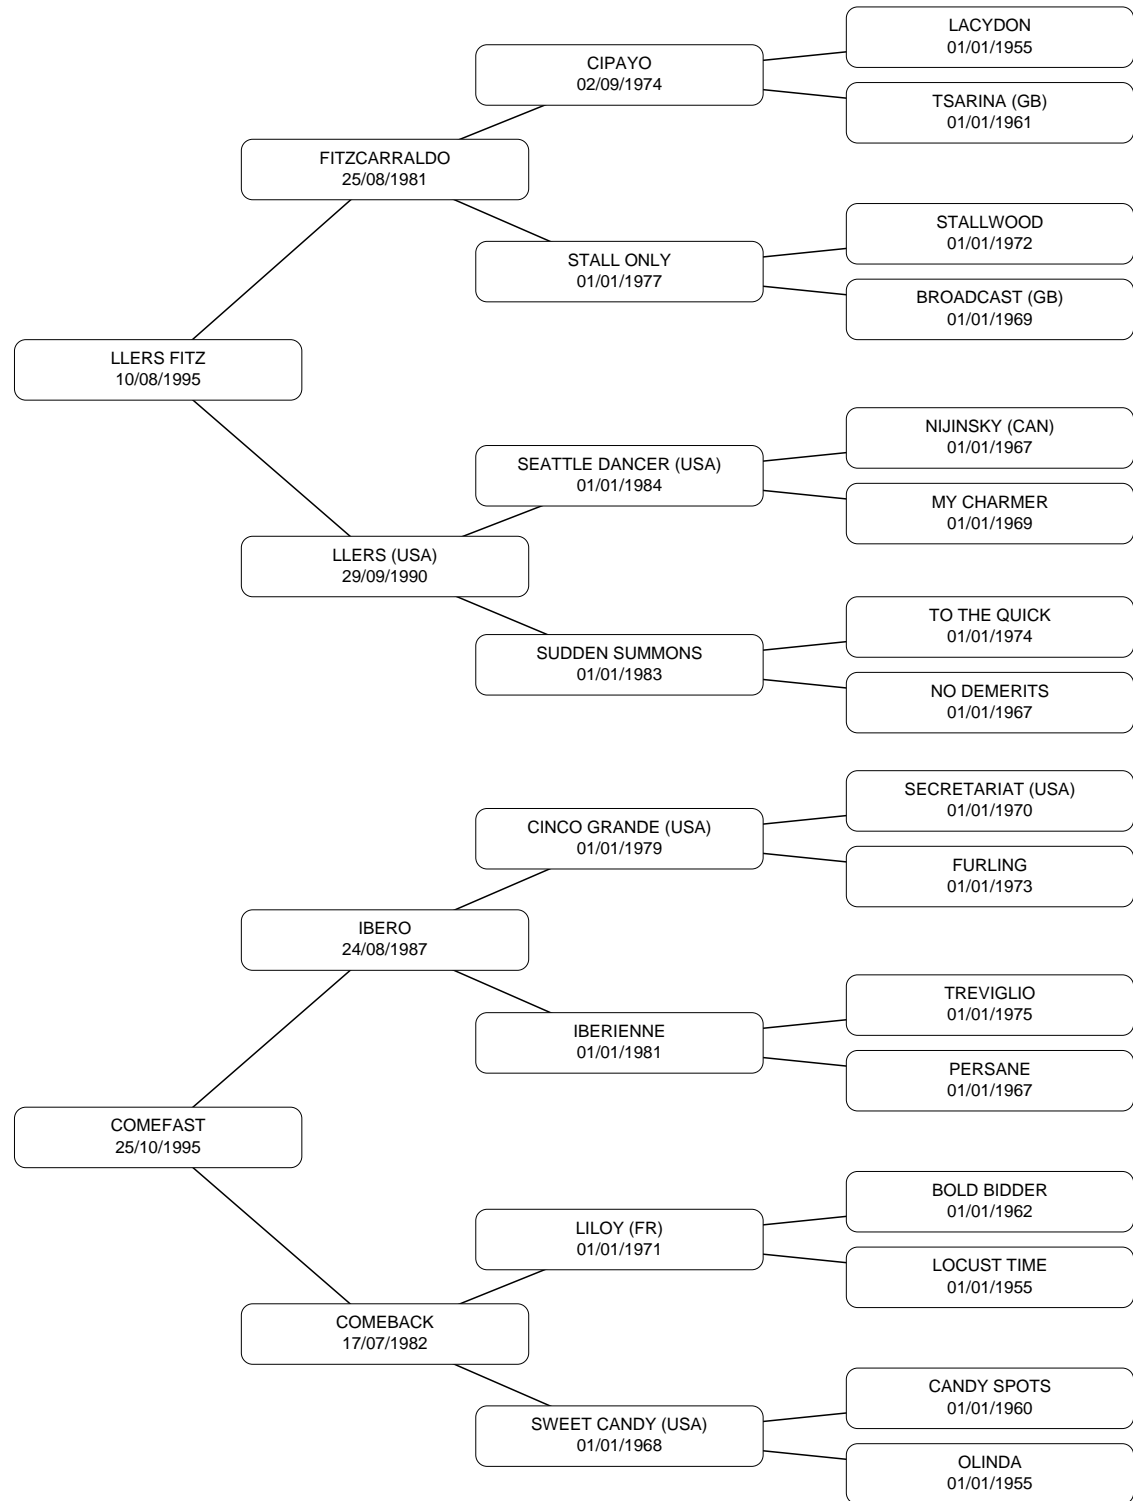 LACYDON
01/01/1955
CIPAYO
02/09/1974
TSARINA (GB)
01/01/1961
FITZCARRALDO
25/08/1981
STALLWOOD
01/01/1972
STALL ONLY
01/01/1977
BROADCAST (GB)
01/01/1969
LLERS FITZ
10/08/1995
NIJINSKY (CAN)
01/01/1967
SEATTLE DANCER (USA)
01/01/1984
MY CHARMER
01/01/1969
LLERS (USA)
29/09/1990
TO THE QUICK
01/01/1974
SUDDEN SUMMONS
01/01/1983
NO DEMERITS
01/01/1967
SECRETARIAT (USA)
01/01/1970
CINCO GRANDE (USA)
01/01/1979
FURLING
01/01/1973
IBERO
24/08/1987
TREVIGLIO
01/01/1975
IBERIENNE
01/01/1981
PERSANE
01/01/1967
COMEFAST
25/10/1995
BOLD BIDDER
01/01/1962
LILOY (FR)
01/01/1971
LOCUST TIME
01/01/1955
COMEBACK
17/07/1982
CANDY SPOTS
01/01/1960
SWEET CANDY (USA)
01/01/1968
OLINDA
01/01/1955